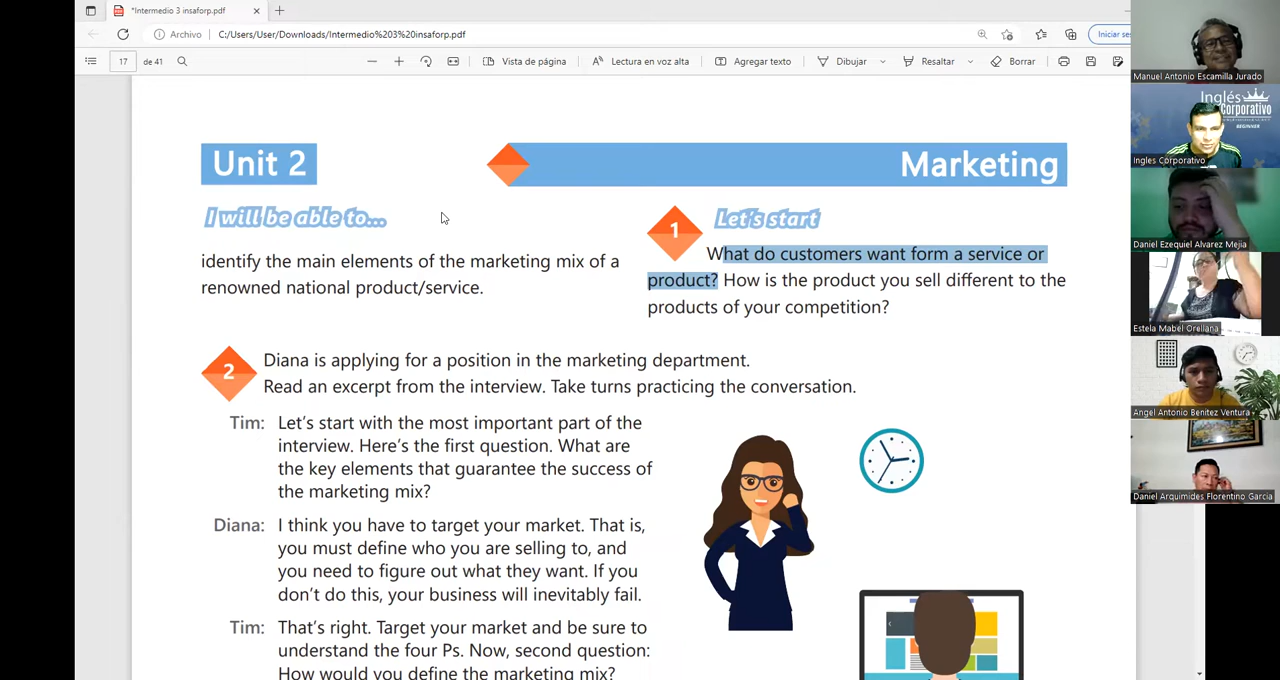 *Intermedio 3 insaforp.pdf
Archivo
C:/Users/User/Downloads/Intermedio%203%20insaforp.pdf
Iniciar ses
17
de 41
Vista de página
Lectura en voz alta
Agregar texto
Dibujar
Resaltar
Borrar
Unit 2
Marketing
I will be able to...
identify the main elements of the marketing mix of a
renowned national product/service.
1
Let's start
What do customers want form a service or
product? How is the product you sell different to the
products of your competition?
2
Diana is applying for a position in the marketing department.
Read an excerpt from the interview. Take turns practicing the conversation.
Tim: Let's start with the most important part of the
interview. Here's the first question. What are
the key elements that guarantee the success of
the marketing mix?
Diana: I think you have to target your market. That is,
you must define who you are selling to, and
you need to figure out what they want. If you
don't do this, your business will inevitably fail.
Tim: That's right. Target your market and be sure to
understand the four Ps. Now, second question:
How would you define the marketing mix?
Manuel Antonio Escamilla Jurado
Inglés
Corporativo
BEGINNER
Ingles Corporativo
Daniel Ezequiel Alvarez Mejia
Estela Mabel Orellana
Angel Antonio Benitez Ventura
Daniel Arquimides Florentino Garcia